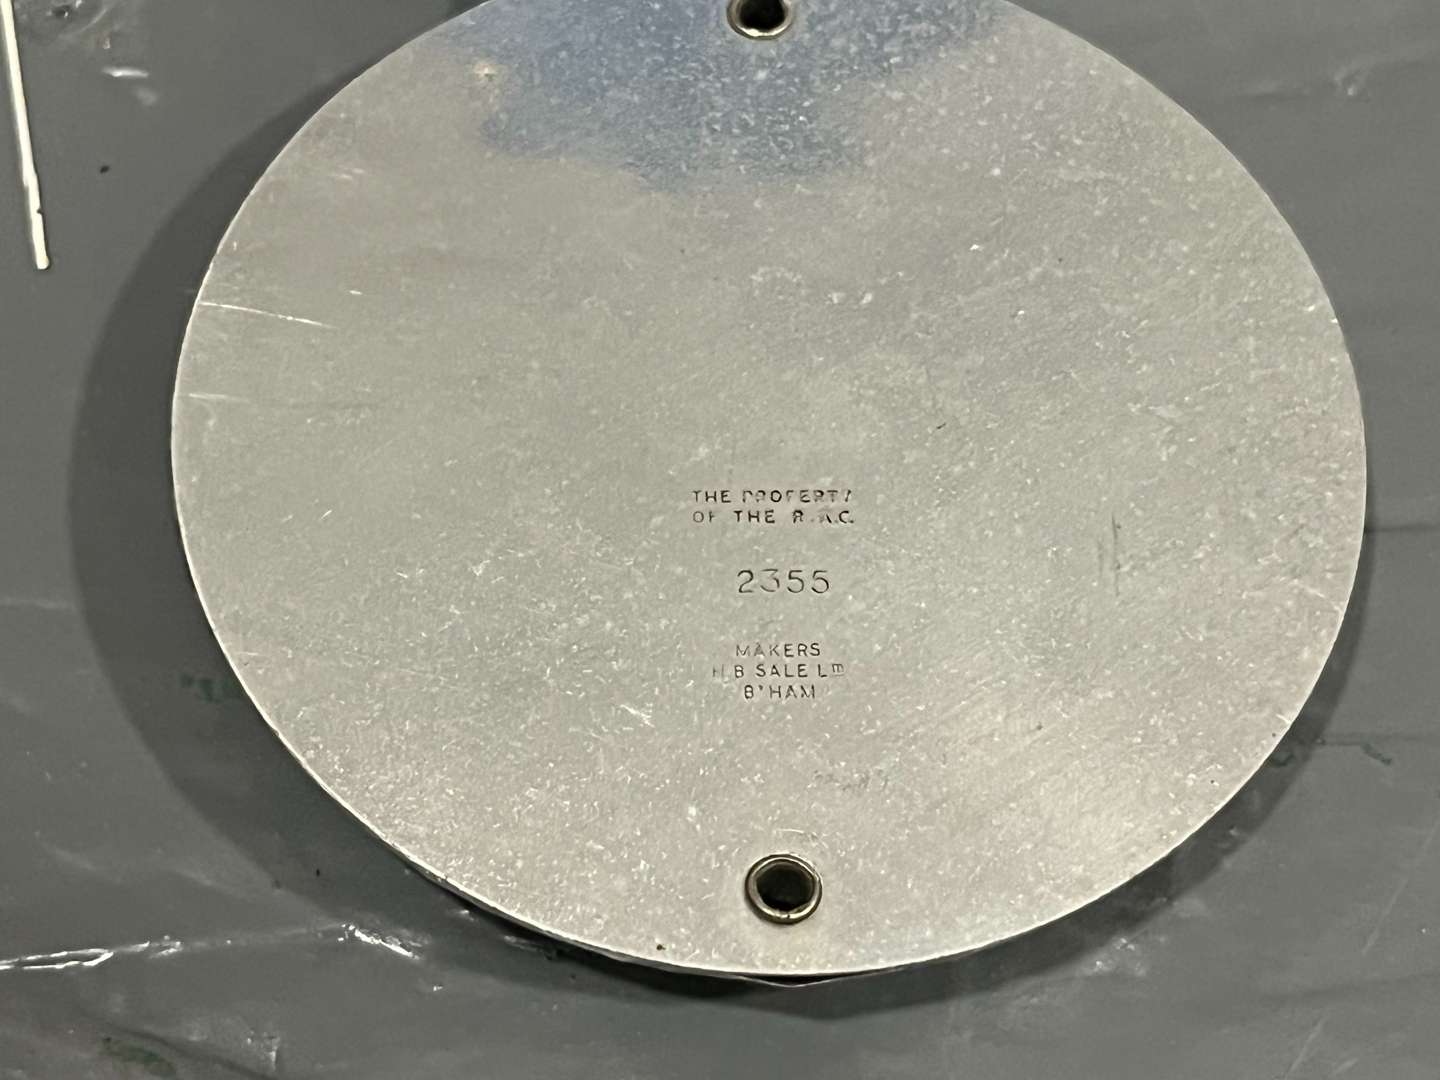 THE PROPERTY
OF THE R.A.C.
2355
MAKERS
H.B SALE Lᵀᴰ
B'HAM